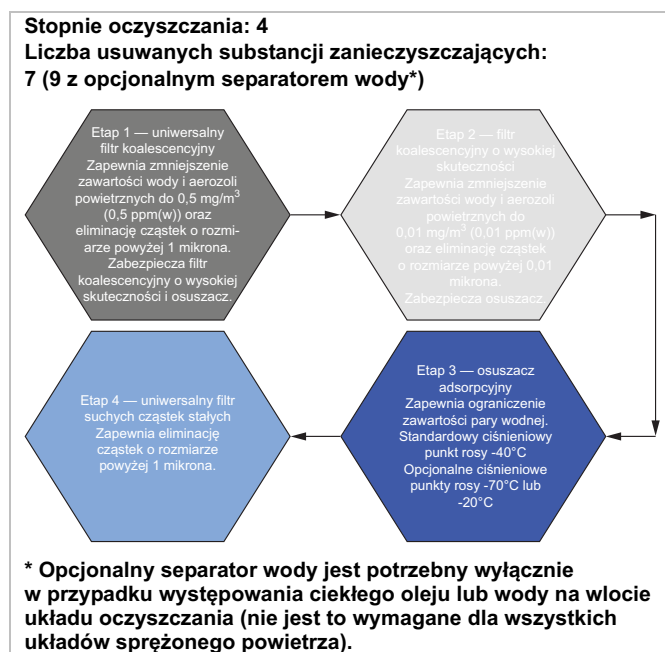 Stopnie oczyszczania: 4
Liczba usuwanych substancji zanieczyszczających:
7 (9 z opcjonalnym separatorem wody*)
Etap 1 — uniwersalny
filtr koalescencyjny
Zapewnia zmniejszenie
zawartości wody i aerozoli
powietrznych do 0,5 mg/m³
(0,5 ppm(w)) oraz
eliminację cząstek o rozmi-
arze powyżej 1 mikrona.
Zabezpiecza filtr
koalescencyjny o wysokiej
skuteczności i osuszacz.
Etap 2 — filtr
koalescencyjny o wysokiej
skuteczności
Zapewnia zmniejszenie
zawartości wody i aerozoli
powietrznych do
0,01 mg/m³ (0,01 ppm(w))
oraz eliminację cząstek
o rozmiarze powyżej 0,01
mikrona.
Zabezpiecza osuszacz.
Etap 3 — osuszacz
adsorpcyjny
Zapewnia ograniczenie
zawartości pary wodnej.
Standardowy ciśnieniowy
punkt rosy -40°C
Opcjonalne ciśnieniowe
punkty rosy -70°C lub
-20°C
Etap 4 — uniwersalny filtr
suchych cząstek stałych
Zapewnia eliminację
cząstek o rozmiarze
powyżej 1 mikrona.
* Opcjonalny separator wody jest potrzebny wyłącznie
w przypadku występowania ciekłego oleju lub wody na wlocie
układu oczyszczania (nie jest to wymagane dla wszystkich
układów sprężonego powietrza).